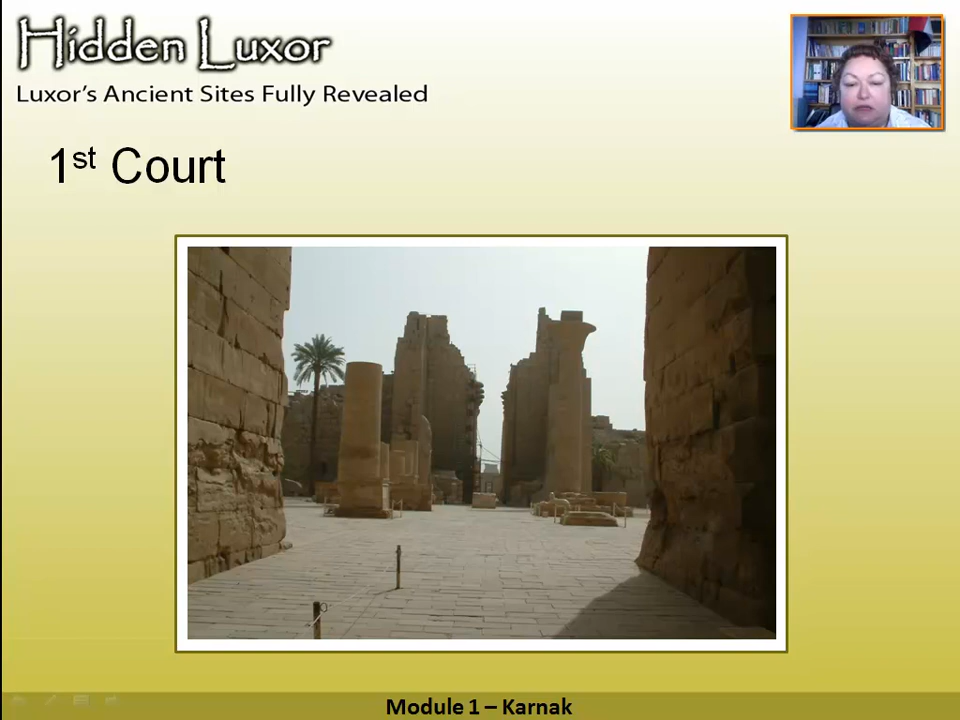 Hidden Luxor
Luxor's Ancient Sites Fully Revealed
1st Court
Module 1 – Karnak